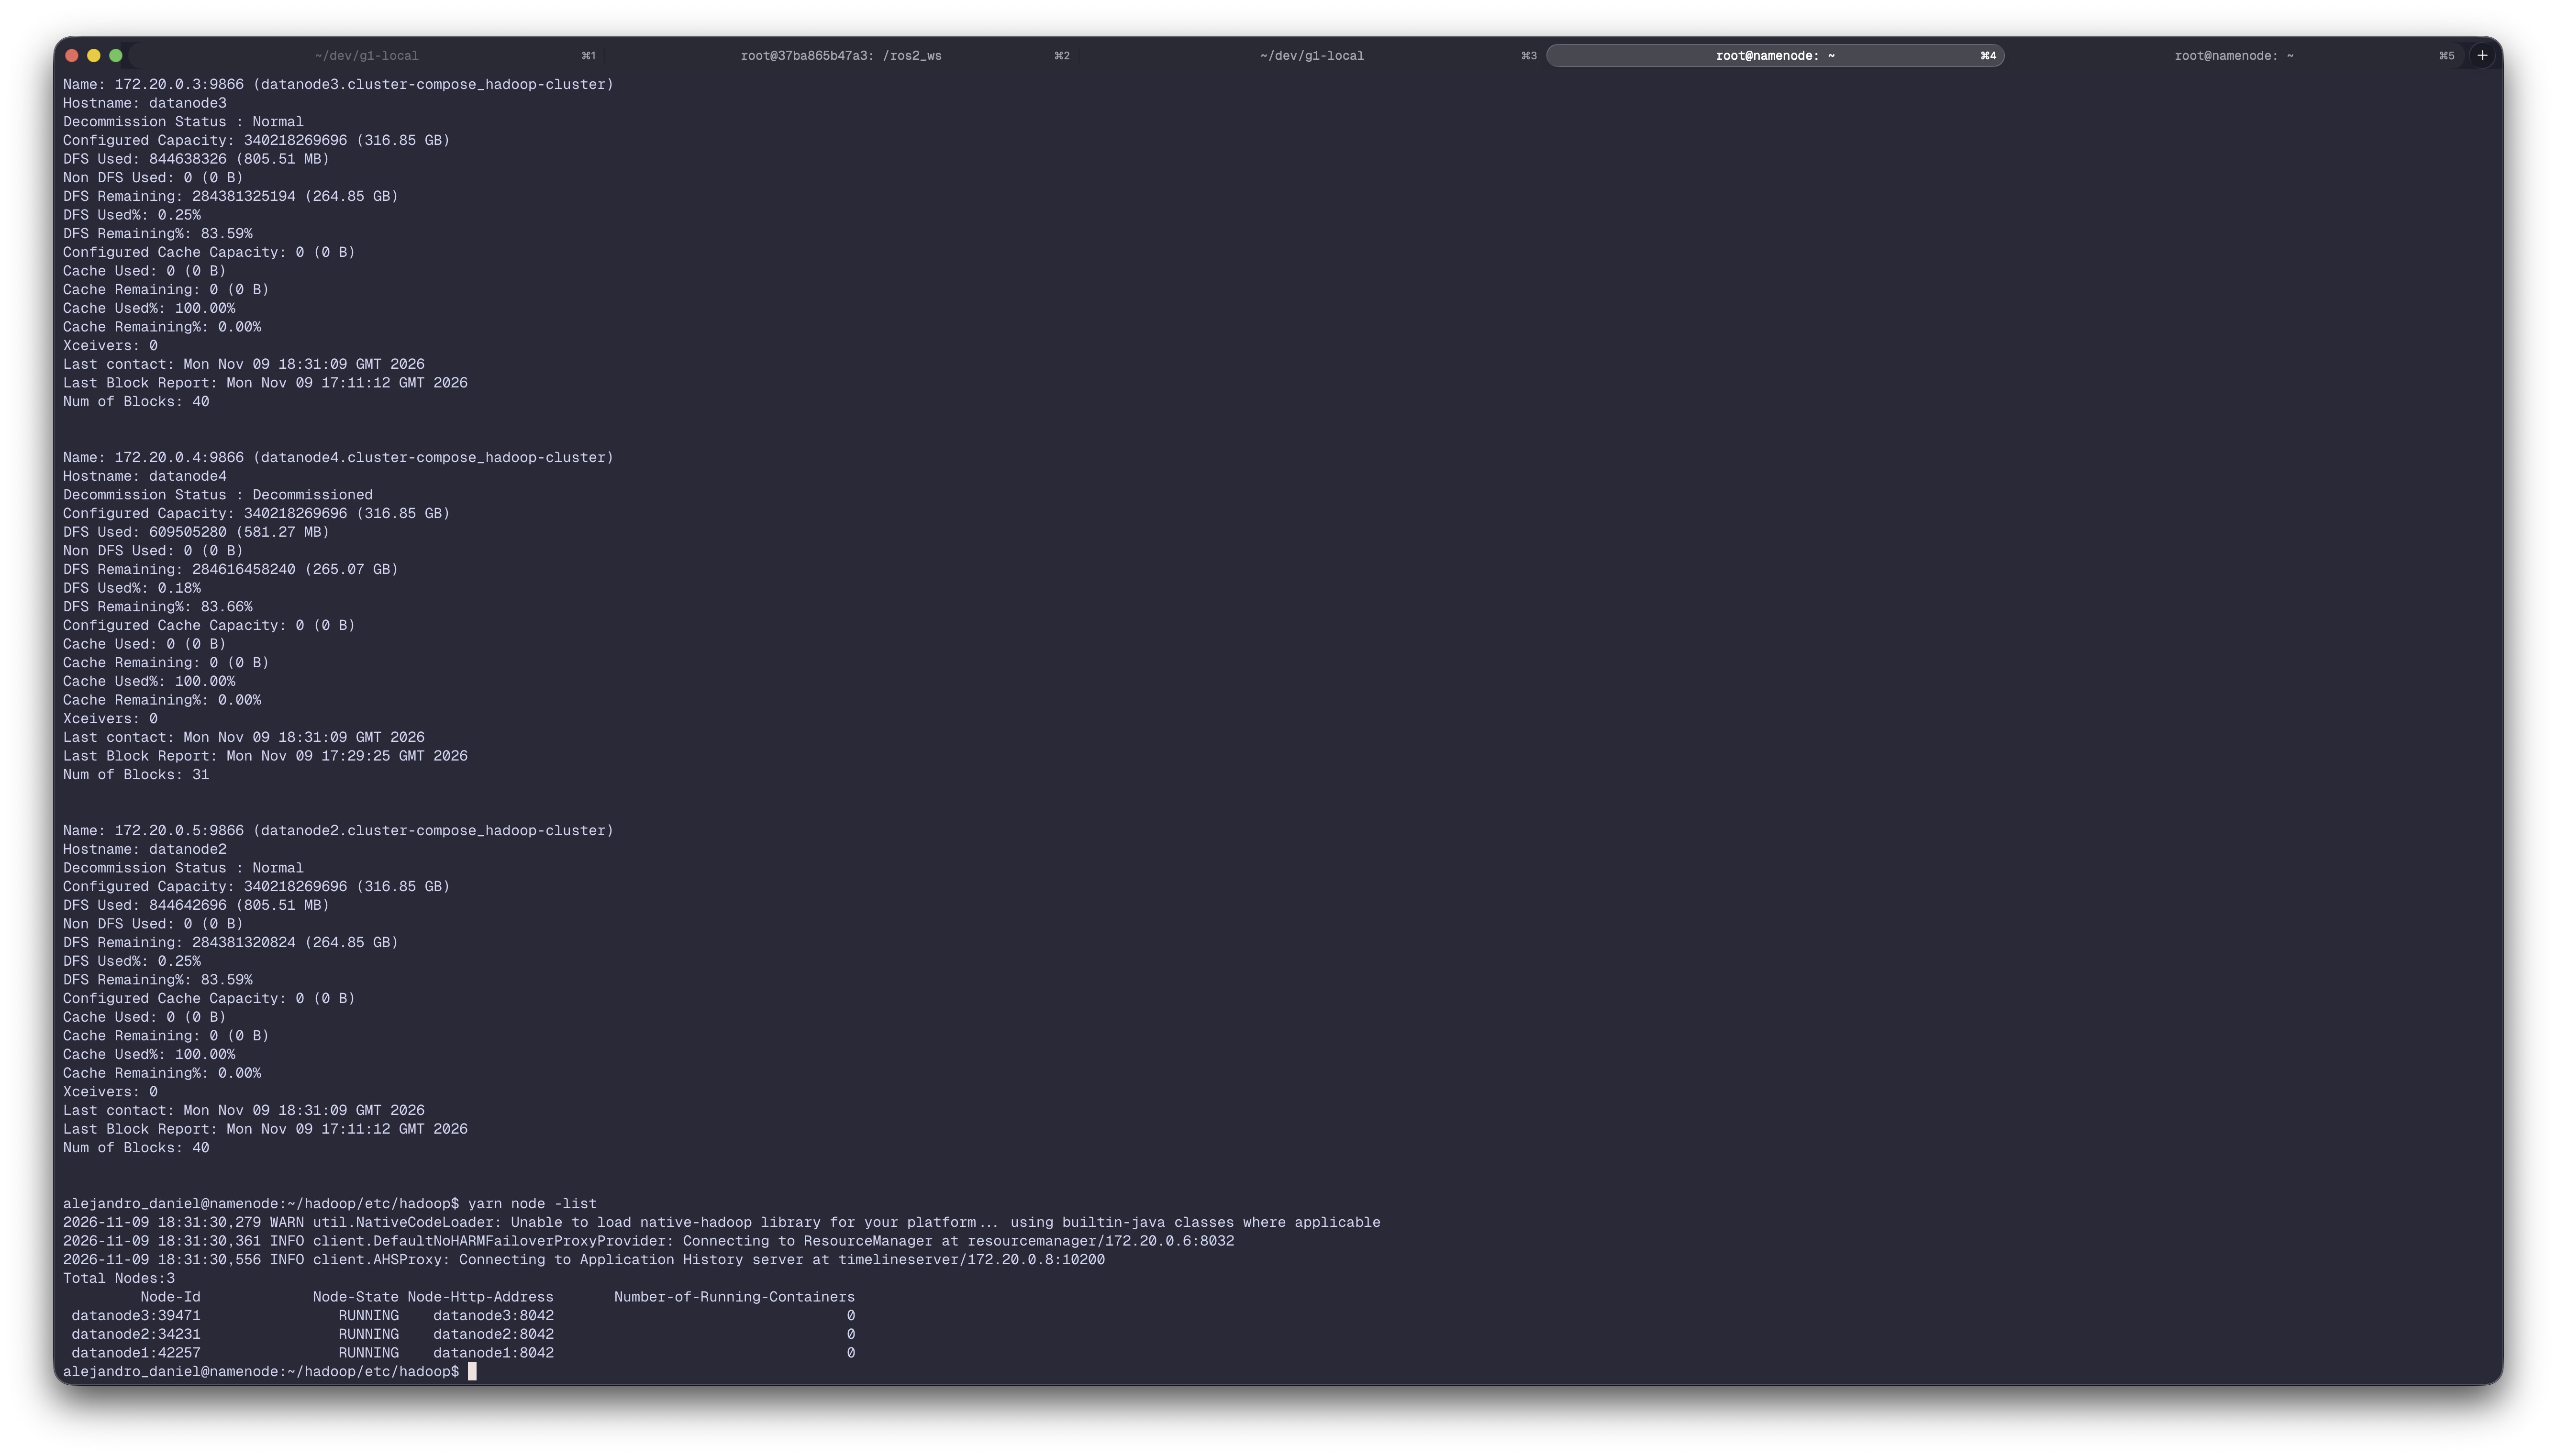 ~/dev/g1-local ⌘1 root@37ba865b47a3: /ros2_ws ⌘2 ~/dev/g1-local ⌘3 root@namenode: ~ ⌘4 root@namenode: ~ ⌘5 +
Name: 172.20.0.3:9866 (datanode3.cluster-compose_hadoop-cluster)
Hostname: datanode3
Decommission Status : Normal
Configured Capacity: 340218269696 (316.85 GB)
DFS Used: 844638326 (805.51 MB)
Non DFS Used: 0 (0 B)
DFS Remaining: 284381325194 (264.85 GB)
DFS Used%: 0.25%
DFS Remaining%: 83.59%
Configured Cache Capacity: 0 (0 B)
Cache Used: 0 (0 B)
Cache Remaining: 0 (0 B)
Cache Used%: 100.00%
Cache Remaining%: 0.00%
Xceivers: 0
Last contact: Mon Nov 09 18:31:09 GMT 2026
Last Block Report: Mon Nov 09 17:11:12 GMT 2026
Num of Blocks: 40
Name: 172.20.0.4:9866 (datanode4.cluster-compose_hadoop-cluster)
Hostname: datanode4
Decommission Status : Decommissioned
Configured Capacity: 340218269696 (316.85 GB)
DFS Used: 609505280 (581.27 MB)
Non DFS Used: 0 (0 B)
DFS Remaining: 284616458240 (265.07 GB)
DFS Used%: 0.18%
DFS Remaining%: 83.66%
Configured Cache Capacity: 0 (0 B)
Cache Used: 0 (0 B)
Cache Remaining: 0 (0 B)
Cache Used%: 100.00%
Cache Remaining%: 0.00%
Xceivers: 0
Last contact: Mon Nov 09 18:31:09 GMT 2026
Last Block Report: Mon Nov 09 17:29:25 GMT 2026
Num of Blocks: 31
Name: 172.20.0.5:9866 (datanode2.cluster-compose_hadoop-cluster)
Hostname: datanode2
Decommission Status : Normal
Configured Capacity: 340218269696 (316.85 GB)
DFS Used: 844642696 (805.51 MB)
Non DFS Used: 0 (0 B)
DFS Remaining: 284381320824 (264.85 GB)
DFS Used%: 0.25%
DFS Remaining%: 83.59%
Configured Cache Capacity: 0 (0 B)
Cache Used: 0 (0 B)
Cache Remaining: 0 (0 B)
Cache Used%: 100.00%
Cache Remaining%: 0.00%
Xceivers: 0
Last contact: Mon Nov 09 18:31:09 GMT 2026
Last Block Report: Mon Nov 09 17:11:12 GMT 2026
Num of Blocks: 40
alejandro_daniel@namenode:~/hadoop/etc/hadoop$ yarn node -list
2026-11-09 18:31:30,279 WARN util.NativeCodeLoader: Unable to load native-hadoop library for your platform... using builtin-java classes where applicable
2026-11-09 18:31:30,361 INFO client.DefaultNoHARMFailoverProxyProvider: Connecting to ResourceManager at resourcemanager/172.20.0.6:8032
2026-11-09 18:31:30,556 INFO client.AHSProxy: Connecting to Application History server at timelineserver/172.20.0.8:10200
Total Nodes:3
Node-Id Node-State Node-Http-Address Number-of-Running-Containers
datanode3:39471 RUNNING datanode3:8042 0
datanode2:34231 RUNNING datanode2:8042 0
datanode1:42257 RUNNING datanode1:8042 0
alejandro_daniel@namenode:~/hadoop/etc/hadoop$